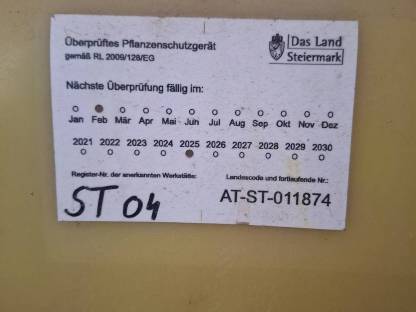 Überprüftes Pflanzenschutzgerät
gemäß RL 2009/128/EG
Das Land
Steiermark
Nächste Überprüfung fällig im:
Jan Feb Mär Apr Mai Juh Jul Aug Sep Okt Nov Dez
2021 2022 2023 2024 2025 2026 2027 2028 2029 2030
Register-Nr. der anerkannten Werkstätte:
Landescode und fortlaufende Nr.:
ST 04
AT-ST-011874